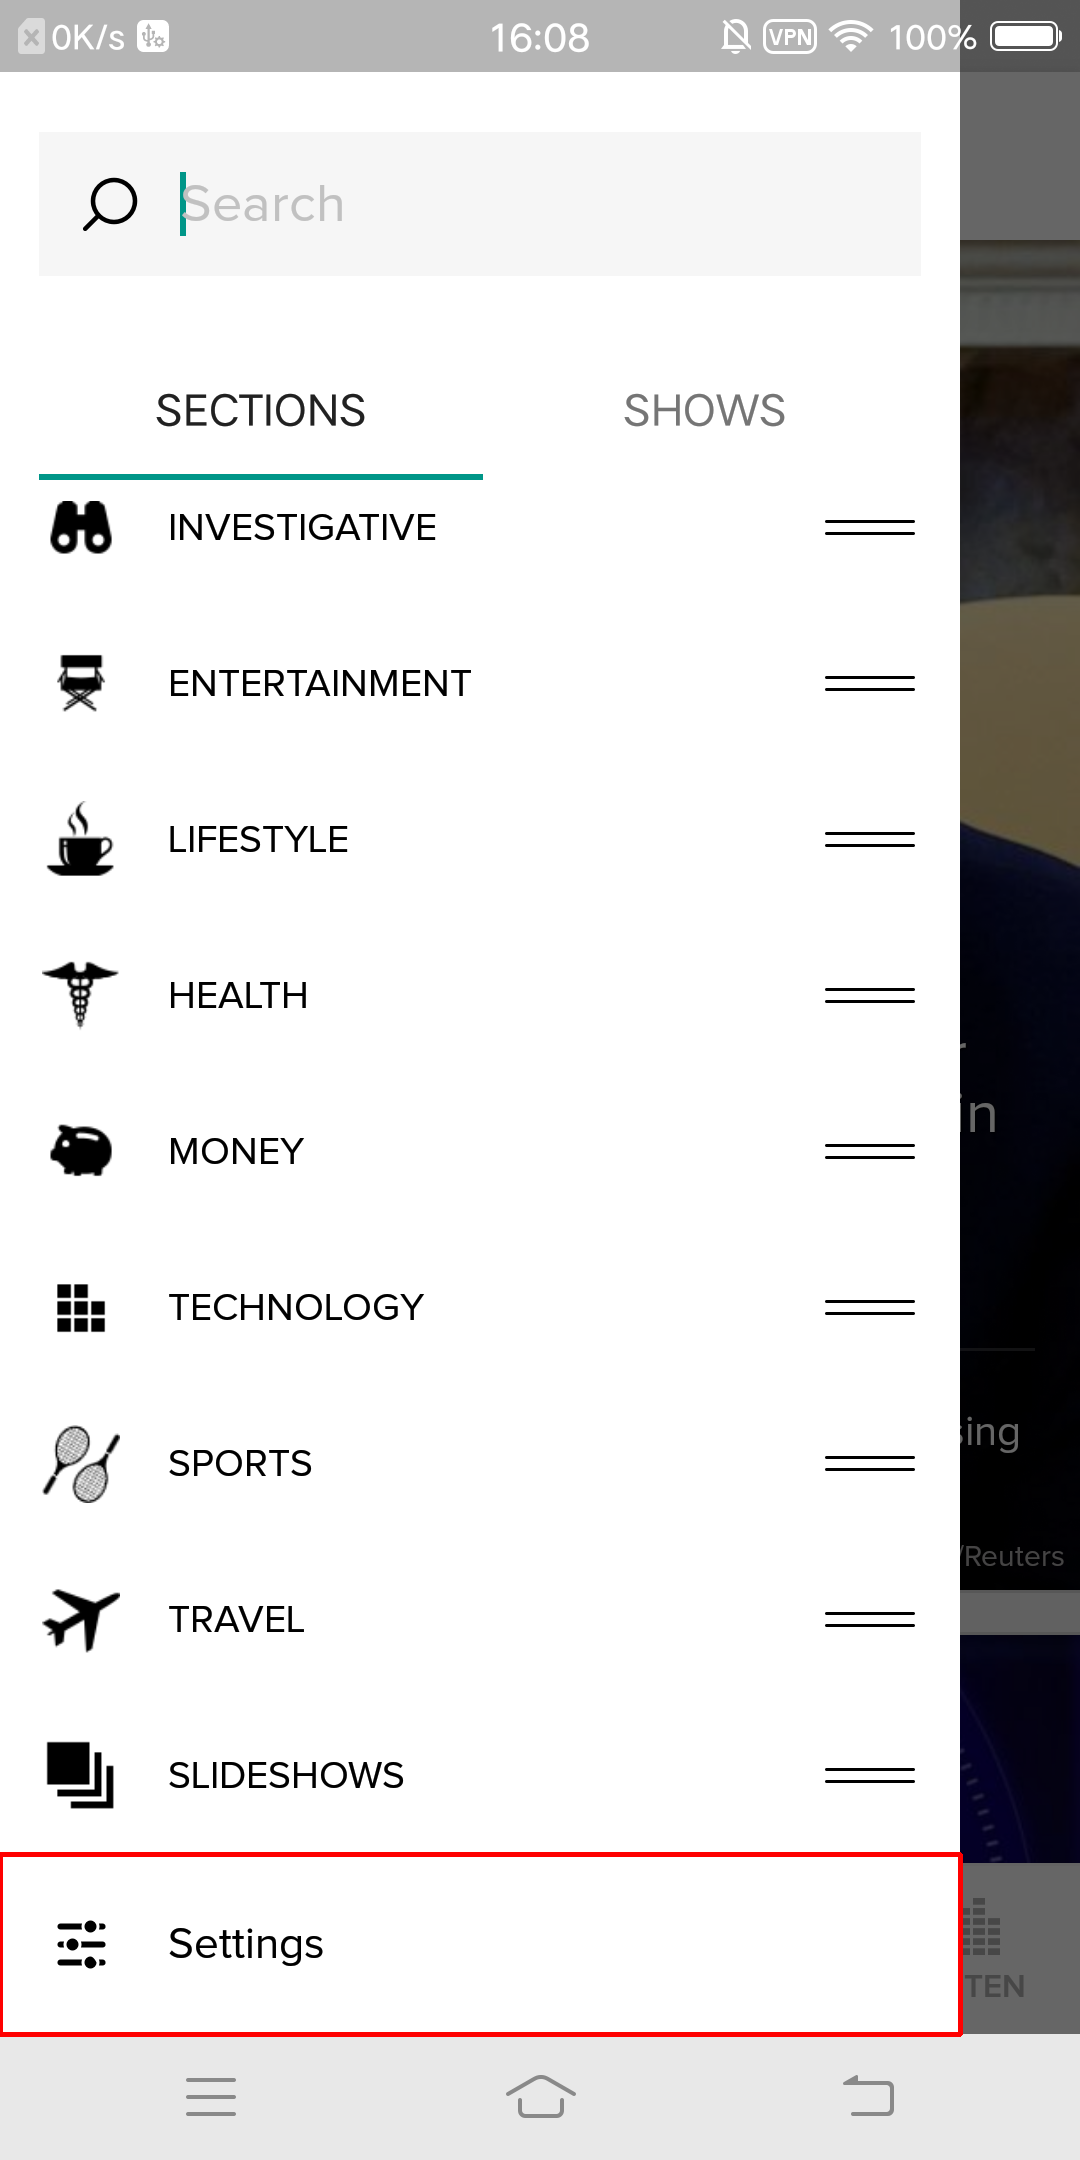 0K/s 16:08 VPN 100%
Search
SECTIONS SHOWS
INVESTIGATIVE
ENTERTAINMENT
LIFESTYLE
HEALTH
in
MONEY
TECHNOLOGY
sing
SPORTS
/Reuters
TRAVEL
SLIDESHOWS
Settings
TEN